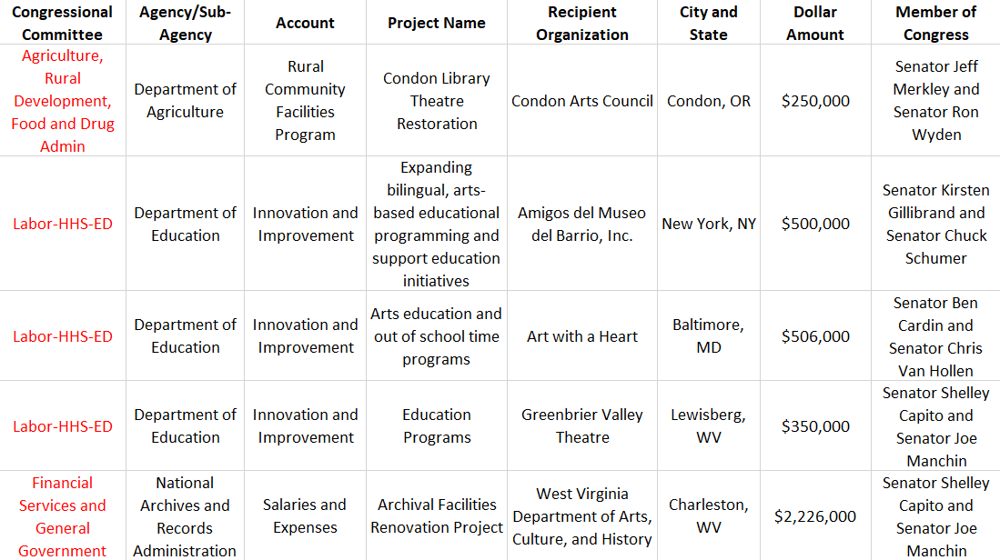 Congressional
Committee
Agency/Sub-
Agency
Account
Project Name
Recipient
Organization
City and
State
Dollar
Amount
Member of
Congress
Agriculture,
Rural
Development,
Food and Drug
Admin
Department of
Agriculture
Rural
Community
Facilities
Program
Condon Library
Theatre
Restoration
Condon Arts Council
Condon, OR
$250,000
Senator Jeff
Merkley and
Senator Ron
Wyden
Labor-HHS-ED
Department of
Education
Innovation and
Improvement
Expanding
bilingual, arts-
based educational
programming and
support education
initiatives
Amigos del Museo
del Barrio, Inc.
New York, NY
$500,000
Senator Kirsten
Gillibrand and
Senator Chuck
Schumer
Labor-HHS-ED
Department of
Education
Innovation and
Improvement
Arts education and
out of school time
programs
Art with a Heart
Baltimore,
MD
$506,000
Senator Ben
Cardin and
Senator Chris
Van Hollen
Labor-HHS-ED
Department of
Education
Innovation and
Improvement
Education
Programs
Greenbrier Valley
Theatre
Lewisberg,
WV
$350,000
Senator Shelley
Capito and
Senator Joe
Manchin
Financial
Services and
General
Government
National
Archives and
Records
Administration
Salaries and
Expenses
Archival Facilities
Renovation Project
West Virginia
Department of Arts,
Culture, and History
Charleston,
WV
$2,226,000
Senator Shelley
Capito and
Senator Joe
Manchin